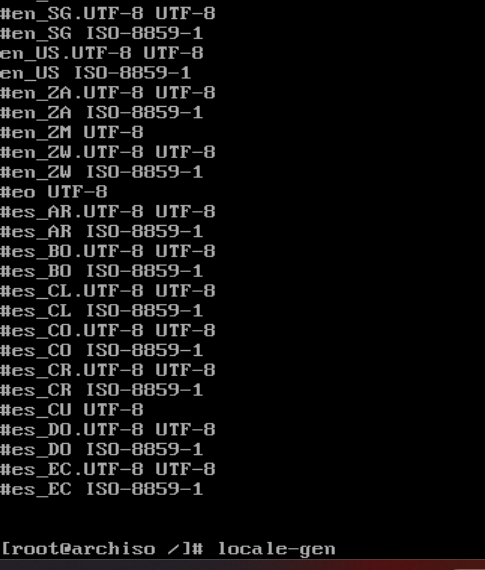 #en_SG.UTF-8 UTF-8
#en_SG ISO-8859-1
en_US.UTF-8 UTF-8
en_US ISO-8859-1
#en_ZA.UTF-8 UTF-8
#en_ZA ISO-8859-1
#en_ZM UTF-8
#en_ZW.UTF-8 UTF-8
#en_ZW ISO-8859-1
#eo UTF-8
#es_AR.UTF-8 UTF-8
#es_AR ISO-8859-1
#es_BO.UTF-8 UTF-8
#es_BO ISO-8859-1
#es_CL.UTF-8 UTF-8
#es_CL ISO-8859-1
#es_CO.UTF-8 UTF-8
#es_CO ISO-8859-1
#es_CR.UTF-8 UTF-8
#es_CR ISO-8859-1
#es_CU UTF-8
#es_DO.UTF-8 UTF-8
#es_DO ISO-8859-1
#es_EC.UTF-8 UTF-8
#es_EC ISO-8859-1
[root@archiso /]# locale-gen